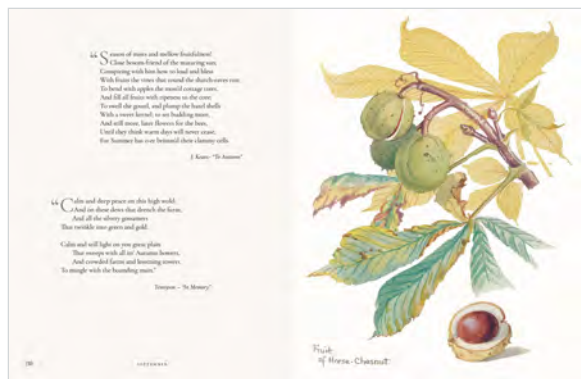 “Season of mists and mellow fruitfulness!
Close bosom-friend of the maturing sun;
Conspiring with him how to load and bless
With fruits the vines that round the thatch-eaves run;
To bend with apples the moss'd cottage trees,
And fill all fruits with ripeness to the core;
To swell the gourd, and plump the hazel shells
With a sweet kernel; to set budding more,
And still more, later flowers for the bees,
Until they think warm days will never cease,
For Summer has o'er brimm'd their clammy cells.
J. Keats– “To Autumn”
“Calm and deep peace on this high wold,
And on these dews that drench the furze,
And all the silvery gossamers
That twinkle into green and gold.
Calm and still light on you great plain
That sweeps with all its' Autumn bowers,
And crowded farms and lessening towers,
To mingle with the bounding main.”
Tennyson – “In Memory”.
SEPTEMBER
Fruit
of Horse-Chesnut.